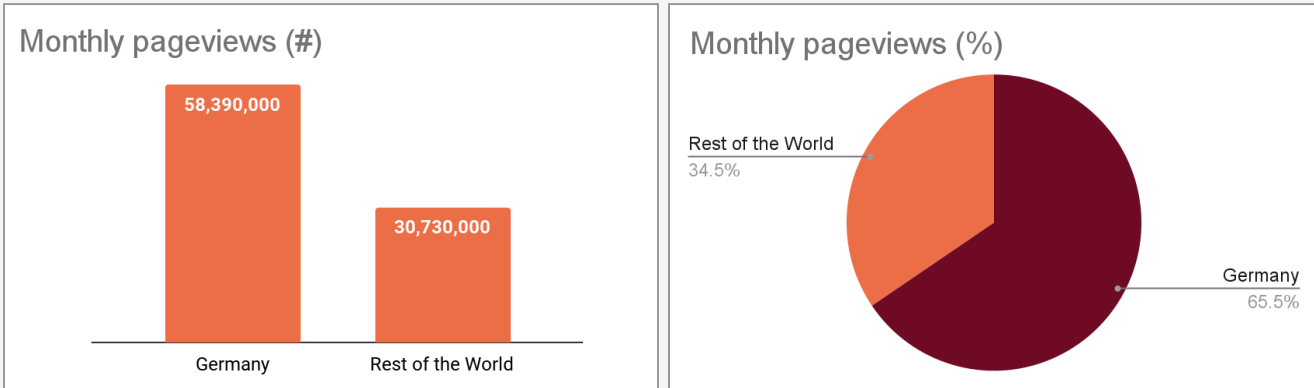 Monthly pageviews (#)
58,390,000
30,730,000
Germany
Rest of the World
Monthly pageviews (%)
Rest of the World
34.5%
Germany
65.5%